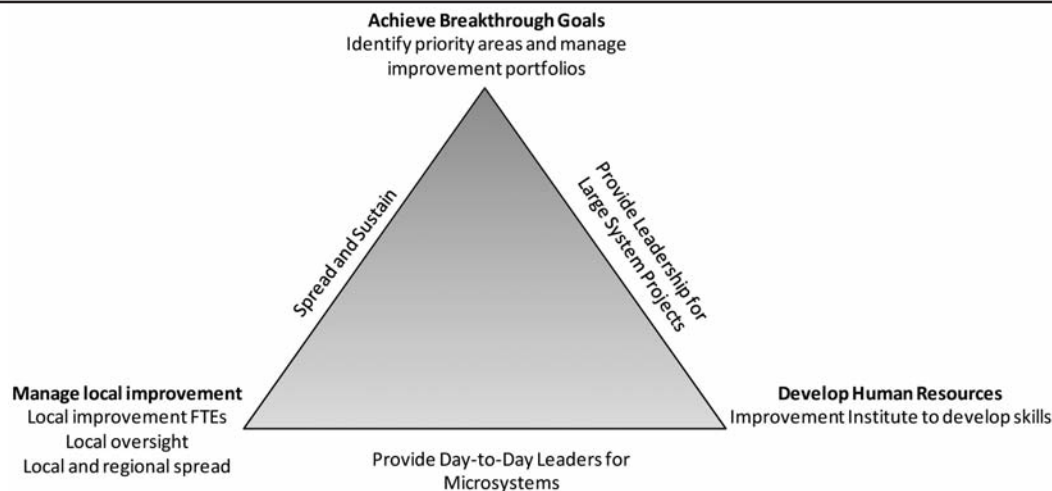 Achieve Breakthrough Goals
Identify priority areas and manage
improvement portfolios
Spread and Sustain
Provide Leadership for
Large System Projects
Manage local improvement
Local improvement FTEs
Local oversight
Local and regional spread
Develop Human Resources
Improvement Institute to develop skills
Provide Day-to-Day Leaders for
Microsystems